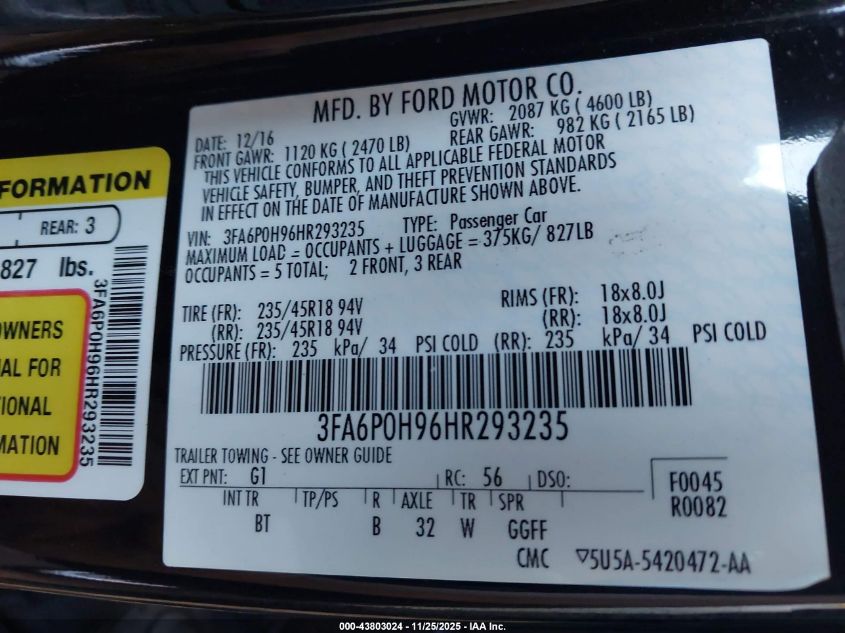 MFD. BY FORD MOTOR CO.
DATE: 12/16 GVWR: 2087 KG ( 4600 LB)
FRONT GAWR: 1120 KG ( 2470 LB) REAR GAWR: 982 KG ( 2165 LB)
THIS VEHICLE CONFORMS TO ALL APPLICABLE FEDERAL MOTOR
VEHICLE SAFETY, BUMPER, AND THEFT PREVENTION STANDARDS
IN EFFECT ON THE DATE OF MANUFACTURE SHOWN ABOVE.
VIN: 3FA6P0H96HR293235 TYPE: Passenger Car
MAXIMUM LOAD = OCCUPANTS + LUGGAGE = 375KG/ 827LB
OCCUPANTS = 5 TOTAL; 2 FRONT, 3 REAR
TIRE (FR): 235/45R18 94V RIMS (FR): 18x8.0J
(RR): 235/45R18 94V (RR): 18x8.0J
PRESSURE (FR): 235 kPa/ 34 PSI COLD (RR): 235 kPa/ 34 PSI COLD
3FA6P0H96HR293235
TRAILER TOWING - SEE OWNER GUIDE
EXT PNT: G1 RC: 56 DSO: F0045
INT TR TP/PS R AXLE TR SPR R0082
BT B 32 W GGFF
CMC ▽5U5A-5420472-AA
FORMATION
REAR: 3
827 lbs.
OWNERS
AL FOR
TIONAL
MATION
3FA6P0H96HR293235
000-43803024 | 11/25/2025 - IAA Inc.